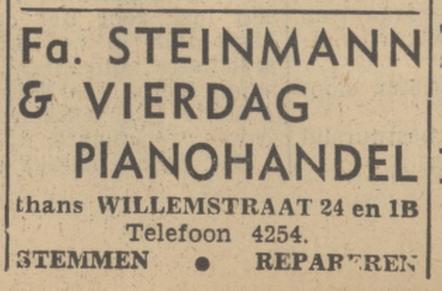 Fa. STEINMANN
& VIERDAG
PIANOHANDEL
thans WILLEMSTRAAT 24 en 1B
Telefoon 4254.
STEMMEN ● REPAREREN